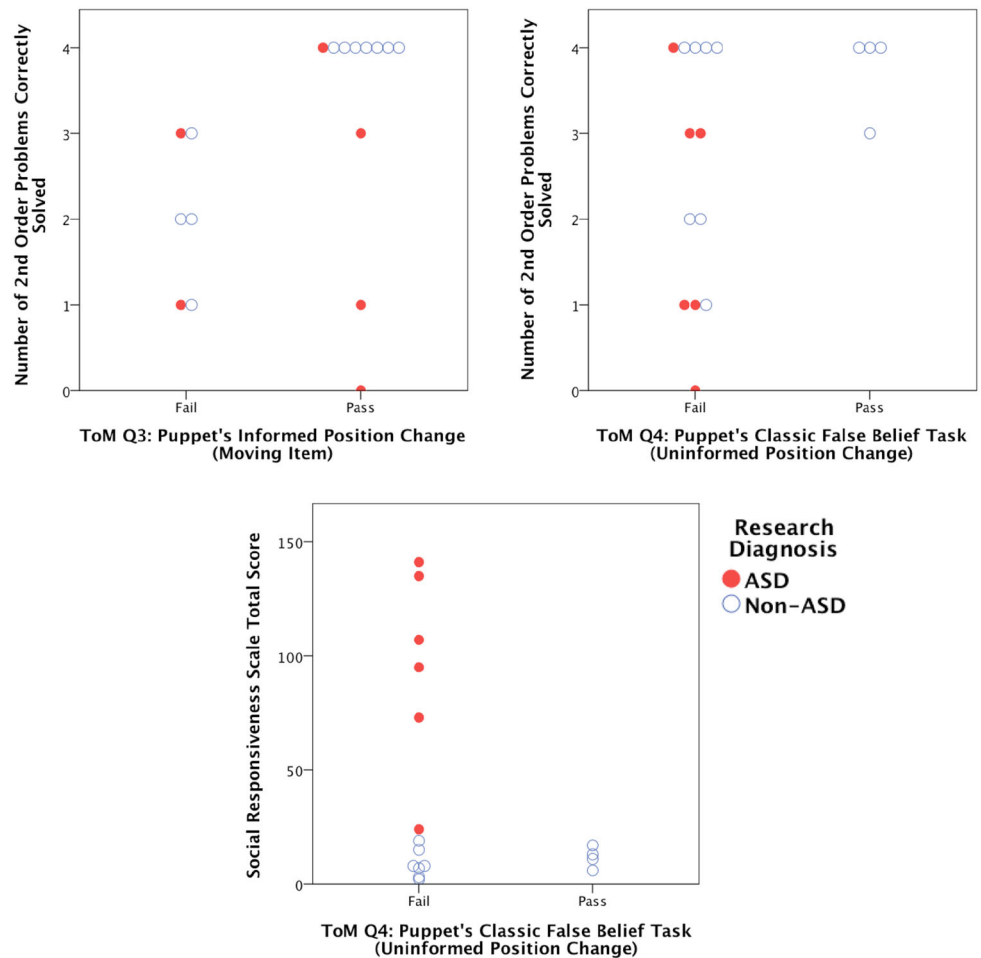 Number of 2nd Order Problems Correctly
Solved
4
3
2
1
0
Fail
Pass
ToM Q3: Puppet's Informed Position Change
(Moving Item)
Number of 2nd Order Problems Correctly
Solved
4
3
2
1
0
Fail
Pass
ToM Q4: Puppet's Classic False Belief Task
(Uninformed Position Change)
Social Responsiveness Scale Total Score
150
100
50
0
Fail
Pass
ToM Q4: Puppet's Classic False Belief Task
(Uninformed Position Change)
Research
Diagnosis
ASD
Non-ASD